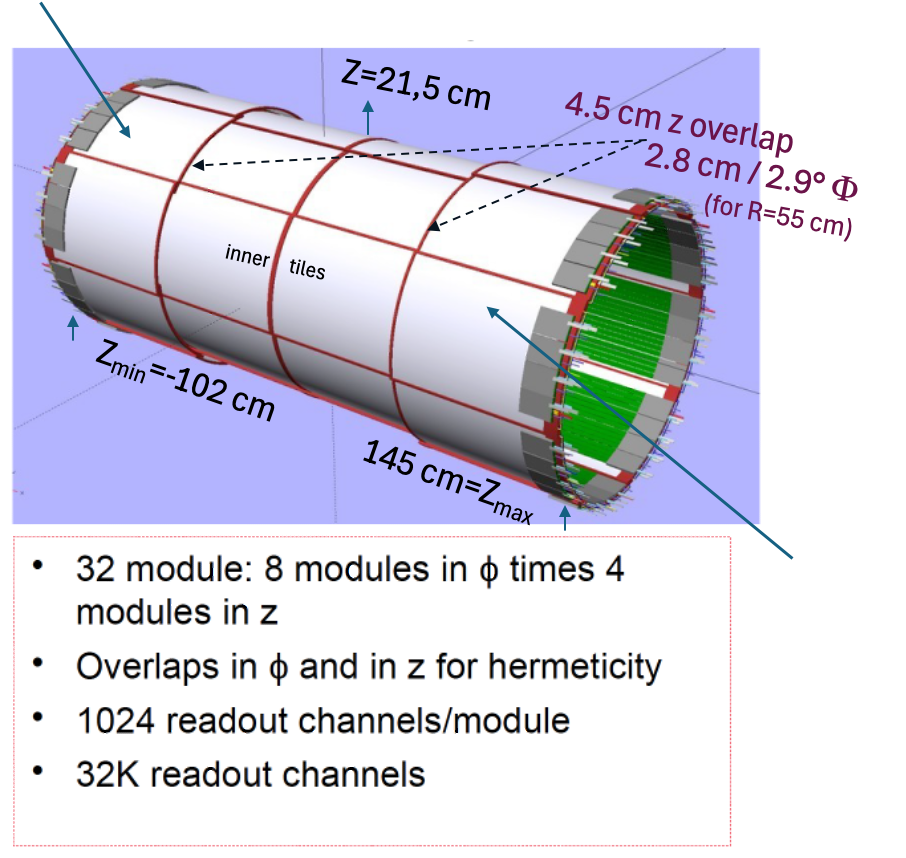 Z=21,5 cm
4.5 cm z overlap
2.8 cm / 2.9° Φ
(for R=55 cm)
inner tiles
Zmin=-102 cm
145 cm=Zmax
• 32 module: 8 modules in ϕ times 4
modules in z
• Overlaps in ϕ and in z for hermeticity
• 1024 readout channels/module
• 32K readout channels